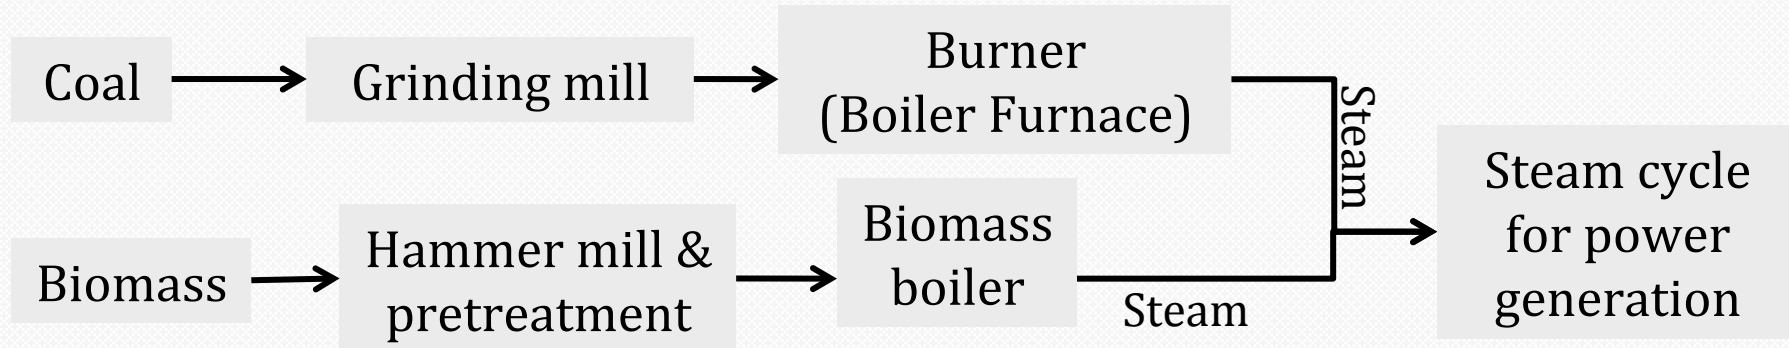 Coal
Grinding mill
Burner
(Boiler Furnace)
Steam
Biomass
Hammer mill &
pretreatment
Biomass
boiler
Steam
Steam cycle
for power
generation